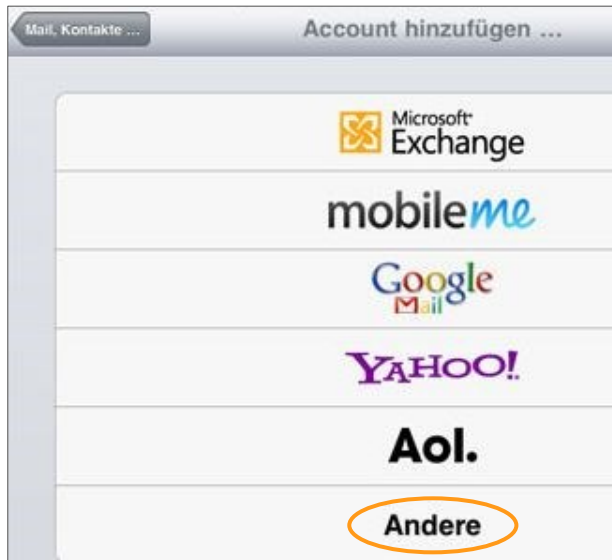 Mail, Kontakte ...
Account hinzufügen ...
Microsoft
Exchange
mobileme
Google
Mail
YAHOO!
Aol.
Andere